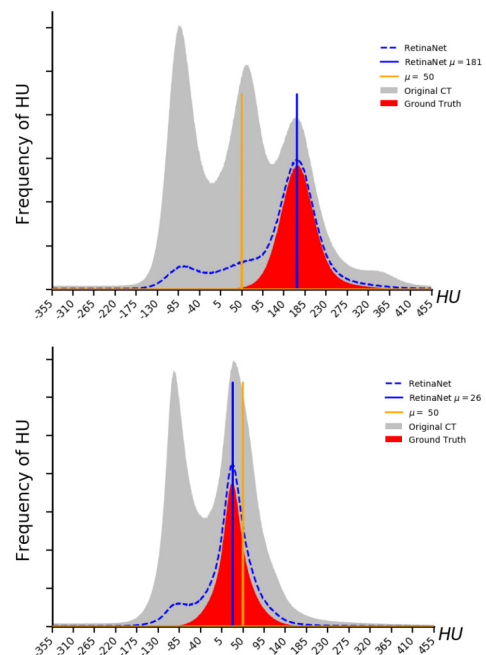 Frequency of HU
RetinaNet
RetinaNet μ = 181
μ = 50
Original CT
Ground Truth
-355 -310 -265 -220 -175 -130 -85 -40 5 50 95 140 185 230 275 320 365 410 455 HU
Frequency of HU
RetinaNet
RetinaNet μ = 26
μ = 50
Original CT
Ground Truth
-355 -310 -265 -220 -175 -130 -85 -40 5 50 95 140 185 230 275 320 365 410 455 HU